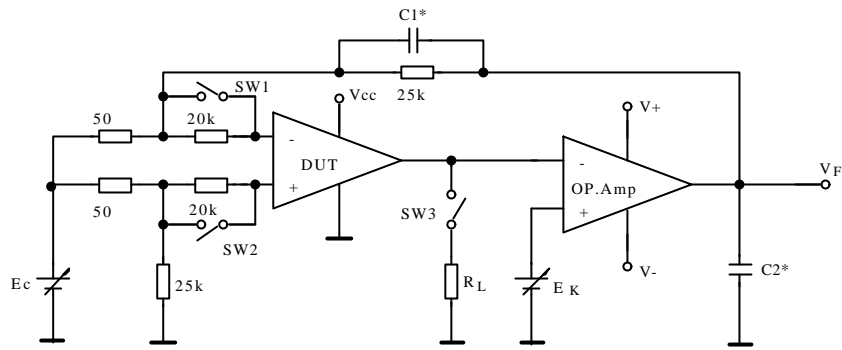 C1*
SW1
Vcc
25k
50
20k
V+
-
DUT
+
-
OP.Amp
+
VF
50
20k
SW2
SW3
Ec
25k
RL
EK
V-
C2*